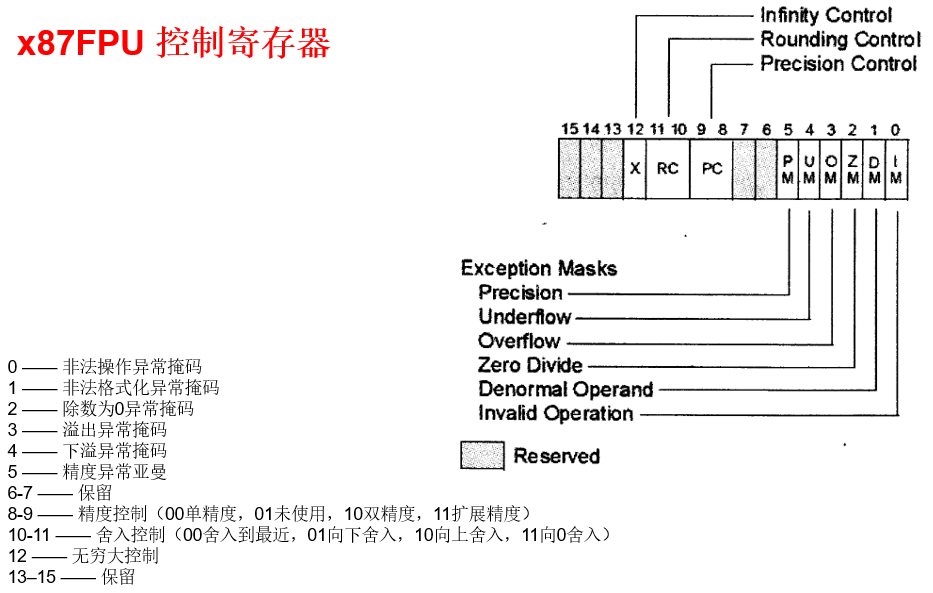 x87FPU 控制寄存器
Infinity Control
Rounding Control
Precision Control
15 14 13 12 11 10 9 8 7 6 5 4 3 2 1 0
X RC PC PM UM OM ZM DM IM
Exception Masks
Precision
Underflow
Overflow
Zero Divide
Denormal Operand
Invalid Operation
Reserved
0 —— 非法操作异常掩码
1 —— 非法格式化异常掩码
2 —— 除数为0异常掩码
3 —— 溢出异常掩码
4 —— 下溢异常掩码
5 —— 精度异常亚曼
6-7 —— 保留
8-9 —— 精度控制（00单精度，01未使用，10双精度，11扩展精度）
10-11 —— 舍入控制（00舍入到最近，01向下舍入，10向上舍入，11向0舍入）
12 —— 无穷大控制
13–15 —— 保留